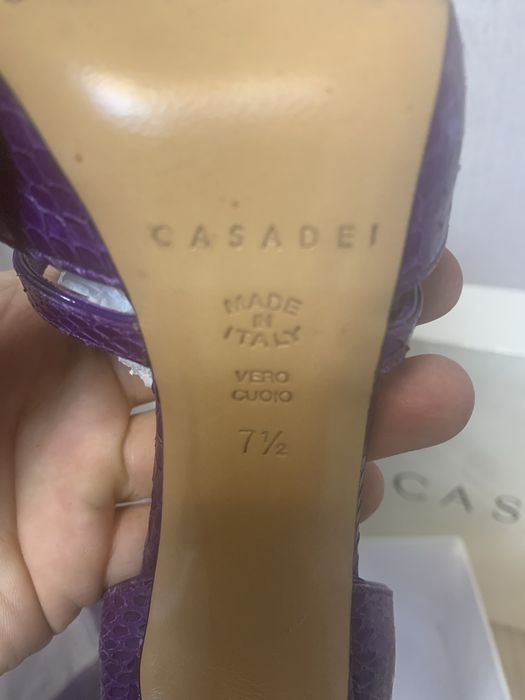 CASADEI
MADE
IN
ITALY
VERO
CUOIO
7½
CAS